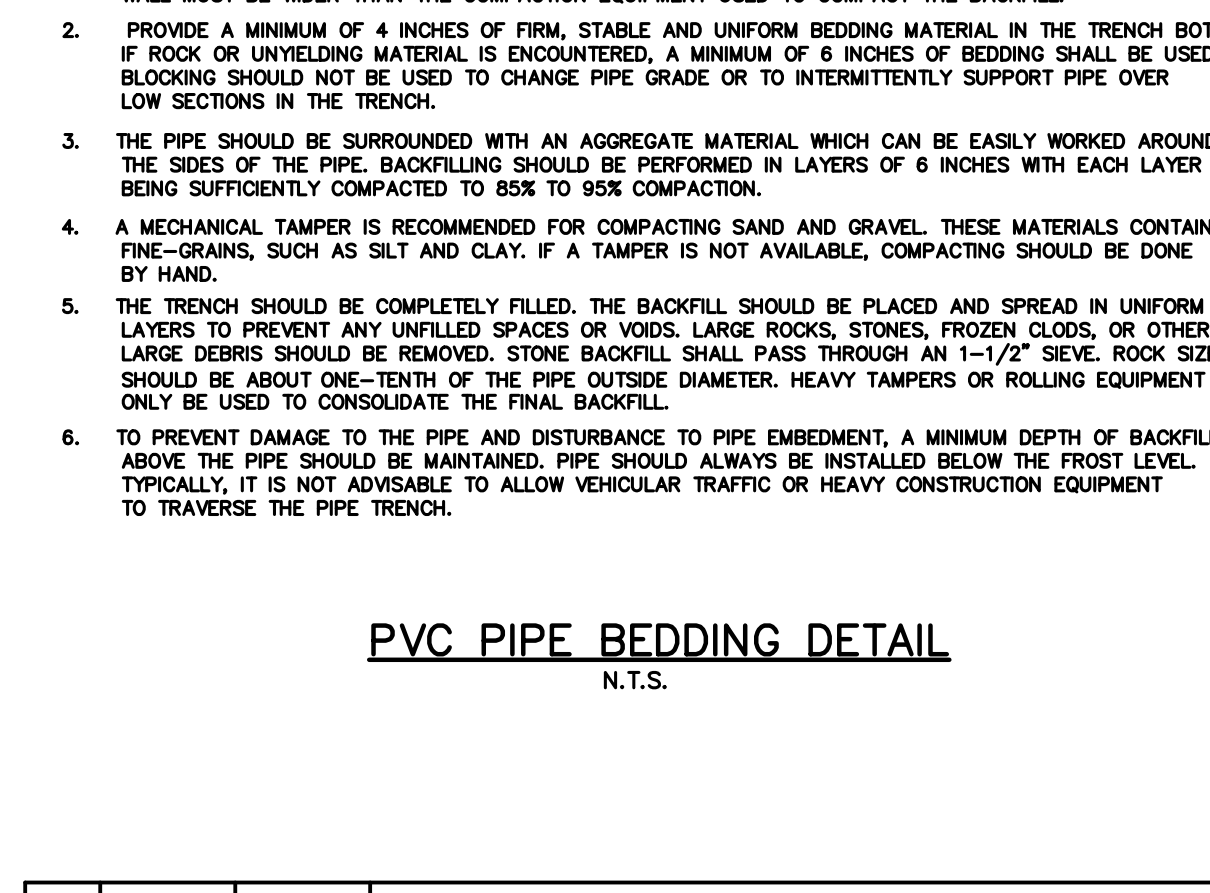 WALL MUST BE WIDER THAN THE COMPACTION EQUIPMENT USED TO COMPACT THE BACKFILL.
2. PROVIDE A MINIMUM OF 4 INCHES OF FIRM, STABLE AND UNIFORM BEDDING MATERIAL IN THE TRENCH BOT
IF ROCK OR UNYIELDING MATERIAL IS ENCOUNTERED, A MINIMUM OF 6 INCHES OF BEDDING SHALL BE USED
BLOCKING SHOULD NOT BE USED TO CHANGE PIPE GRADE OR TO INTERMITTENTLY SUPPORT PIPE OVER
LOW SECTIONS IN THE TRENCH.
3. THE PIPE SHOULD BE SURROUNDED WITH AN AGGREGATE MATERIAL WHICH CAN BE EASILY WORKED AROUND
THE SIDES OF THE PIPE. BACKFILLING SHOULD BE PERFORMED IN LAYERS OF 6 INCHES WITH EACH LAYER
BEING SUFFICIENTLY COMPACTED TO 85% TO 95% COMPACTION.
4. A MECHANICAL TAMPER IS RECOMMENDED FOR COMPACTING SAND AND GRAVEL. THESE MATERIALS CONTAIN
FINE-GRAINS, SUCH AS SILT AND CLAY. IF A TAMPER IS NOT AVAILABLE, COMPACTING SHOULD BE DONE
BY HAND.
5. THE TRENCH SHOULD BE COMPLETELY FILLED. THE BACKFILL SHOULD BE PLACED AND SPREAD IN UNIFORM
LAYERS TO PREVENT ANY UNFILLED SPACES OR VOIDS. LARGE ROCKS, STONES, FROZEN CLODS, OR OTHER
LARGE DEBRIS SHOULD BE REMOVED. STONE BACKFILL SHALL PASS THROUGH AN 1-1/2" SIEVE. ROCK SIZE
SHOULD BE ABOUT ONE-TENTH OF THE PIPE OUTSIDE DIAMETER. HEAVY TAMPERS OR ROLLING EQUIPMENT
ONLY BE USED TO CONSOLIDATE THE FINAL BACKFILL.
6. TO PREVENT DAMAGE TO THE PIPE AND DISTURBANCE TO PIPE EMBEDMENT, A MINIMUM DEPTH OF BACKFILL
ABOVE THE PIPE SHOULD BE MAINTAINED. PIPE SHOULD ALWAYS BE INSTALLED BELOW THE FROST LEVEL.
TYPICALLY, IT IS NOT ADVISABLE TO ALLOW VEHICULAR TRAFFIC OR HEAVY CONSTRUCTION EQUIPMENT
TO TRAVERSE THE PIPE TRENCH.
PVC PIPE BEDDING DETAIL
N.T.S.